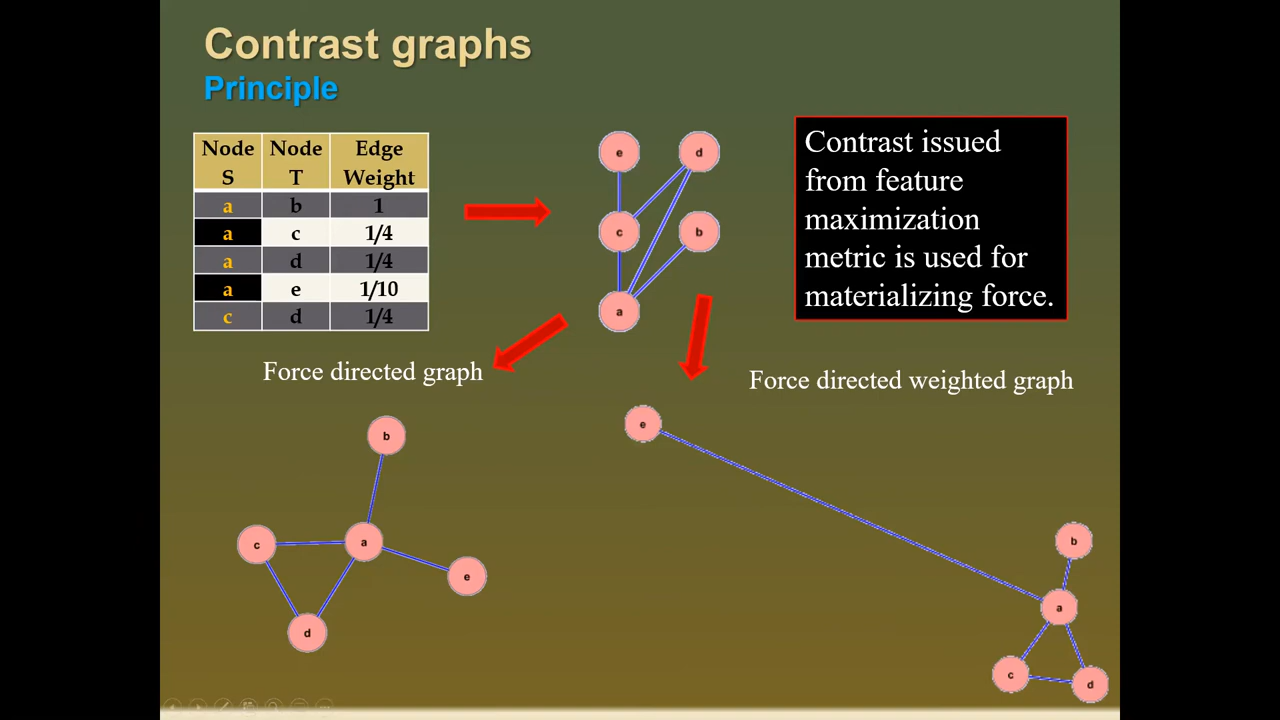 Contrast graphs
Principle
Node S Node T Edge Weight
a b 1
a c 1/4
a d 1/4
a e 1/10
c d 1/4
e d
c b
a
Contrast issued
from feature
maximization
metric is used for
materializing force.
Force directed graph
Force directed weighted graph
b
c a
e
d
e
b
a
c d